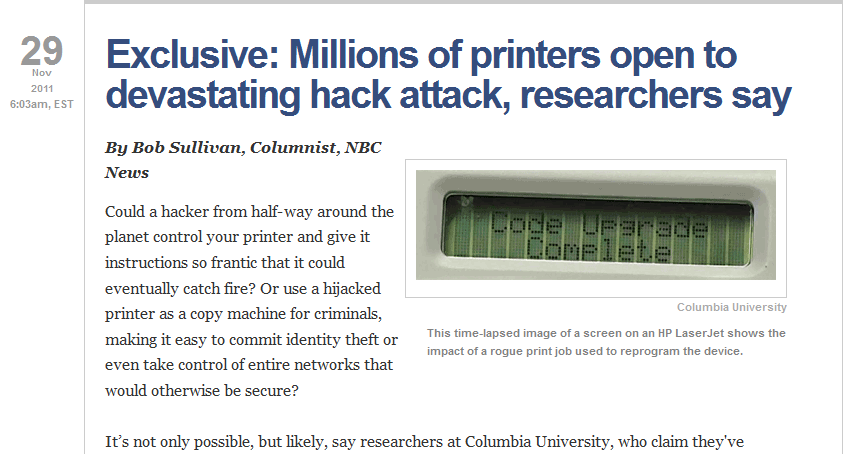 29
Nov
2011
6:03am, EST
Exclusive: Millions of printers open to
devastating hack attack, researchers say
By Bob Sullivan, Columnist, NBC
News
Could a hacker from half-way around the
planet control your printer and give it
instructions so frantic that it could
eventually catch fire? Or use a hijacked
printer as a copy machine for criminals,
making it easy to commit identity theft or
even take control of entire networks that
would otherwise be secure?
Code Upgrade
Complete
Columbia University
This time-lapsed image of a screen on an HP LaserJet shows the
impact of a rogue print job used to reprogram the device.
It's not only possible, but likely, say researchers at Columbia University, who claim they've